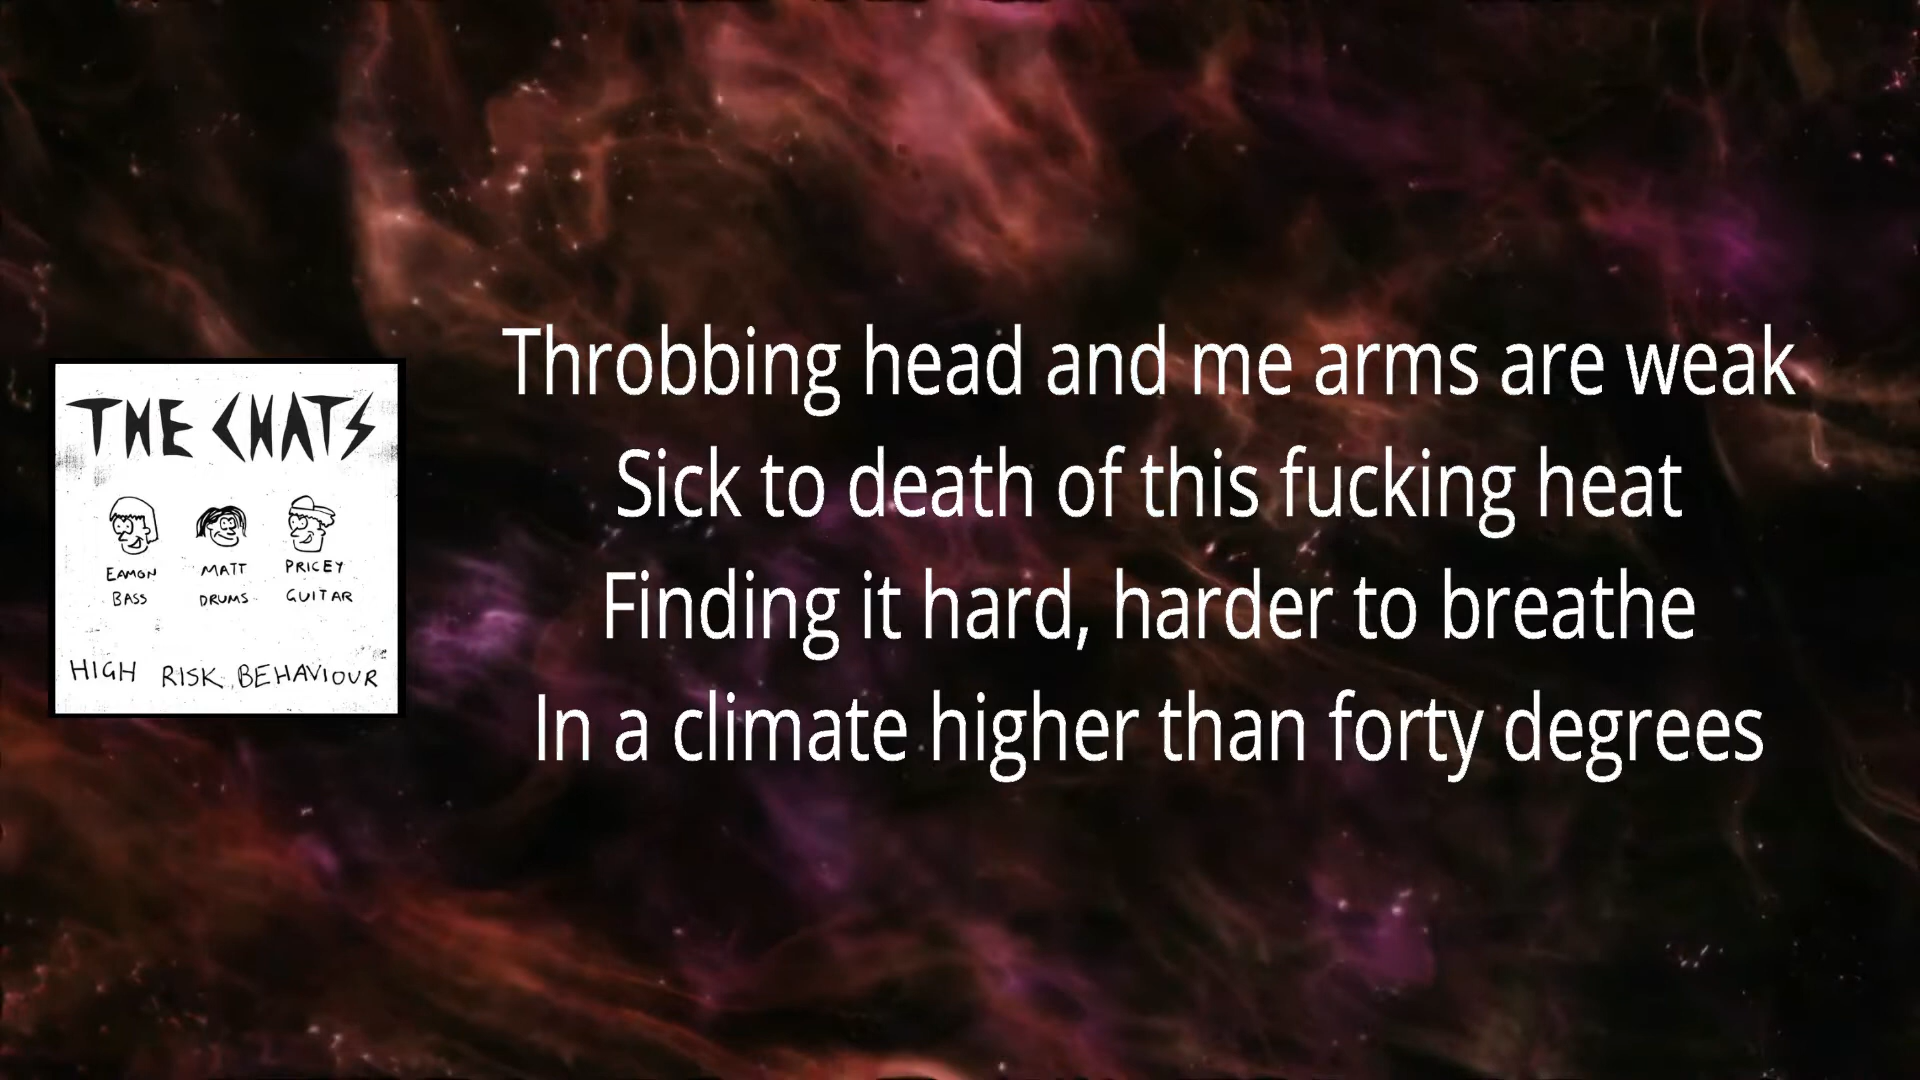 THE CHATS
EAMON MATT PRICEY
BASS DRUMS GUITAR
HIGH RISK BEHAVIOUR
Throbbing head and me arms are weak
Sick to death of this fucking heat
Finding it hard, harder to breathe
In a climate higher than forty degrees